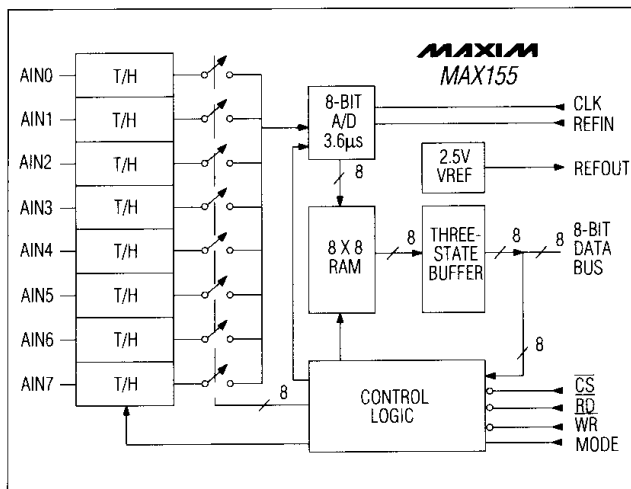 MAXIM
MAX155
AIN0
T/H
AIN1
T/H
AIN2
T/H
AIN3
T/H
AIN4
T/H
AIN5
T/H
AIN6
T/H
AIN7
T/H
8-BIT
A/D
3.6µs
CLK
REFIN
2.5V
VREF
REFOUT
8
8 X 8
RAM
8
THREE-
STATE
BUFFER
8
8
8-BIT
DATA
BUS
8
8
CONTROL
LOGIC
CS
RD
WR
MODE